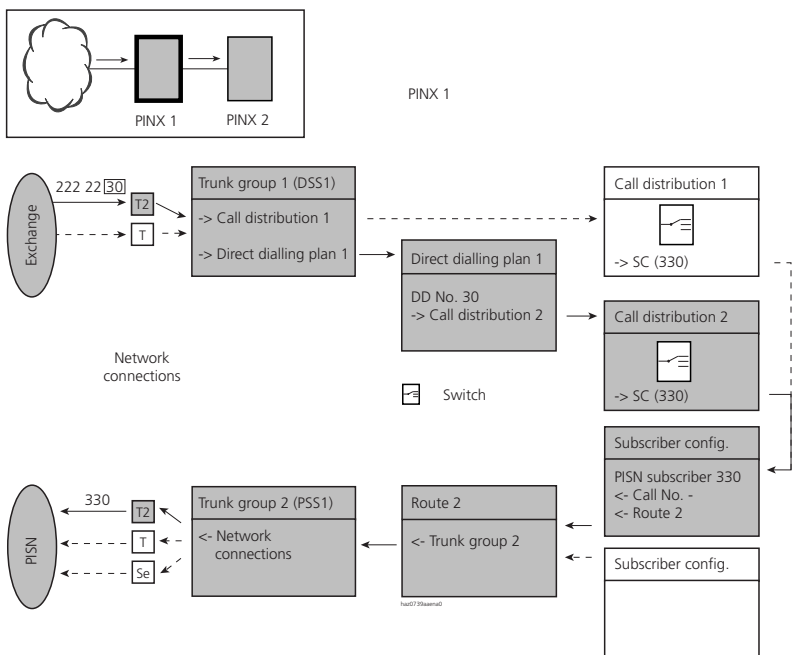 PINX 1
PINX 2
PINX 1
Exchange
222 22 30
T2
T
Trunk group 1 (DSS1)
-> Call distribution 1
-> Direct dialling plan 1
Direct dialling plan 1
DD No. 30
-> Call distribution 2
Call distribution 1
-> SC (330)
Call distribution 2
-> SC (330)
Network
connections
Switch
Subscriber config.
PISN subscriber 330
<- Call No. -
<- Route 2
PISN
330
T2
T
Se
Trunk group 2 (PSS1)
<- Network
connections
Route 2
<- Trunk group 2
Subscriber config.
haz0739aaena0